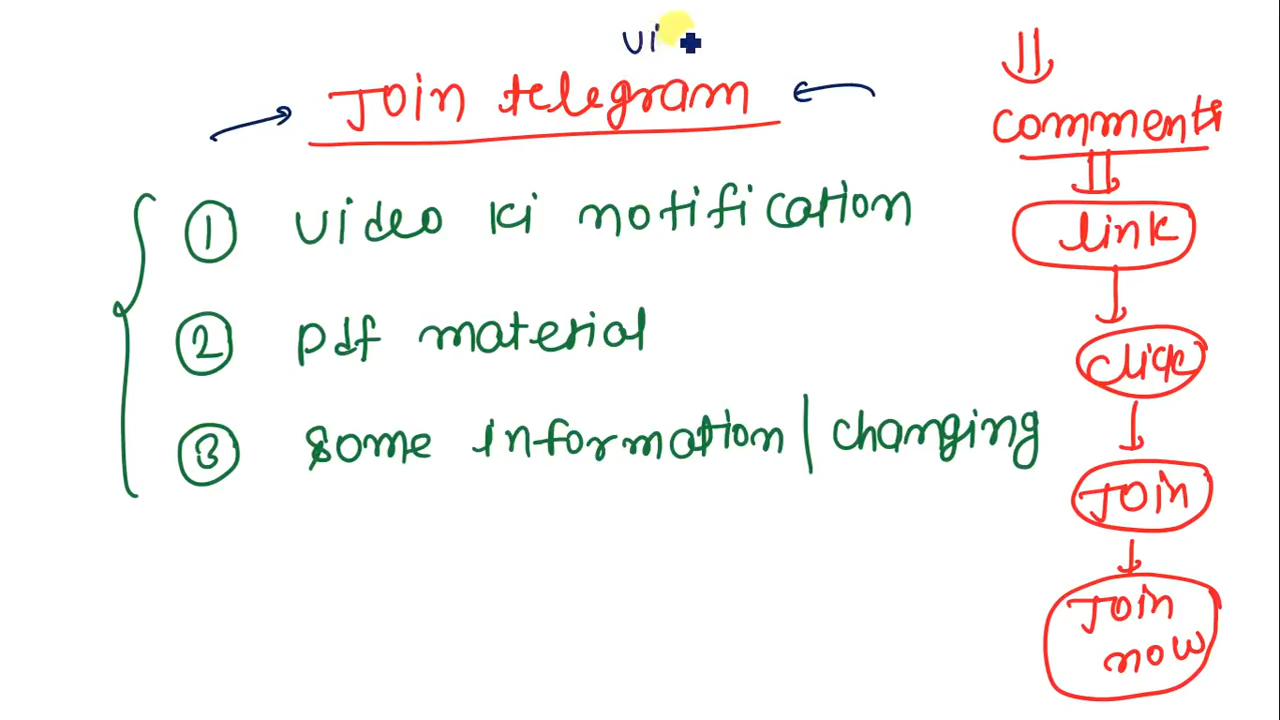 vi
Join telegram
1 video ki notification
2 pdf material
3 some information | changing
comments
link
click
Join
Join
now